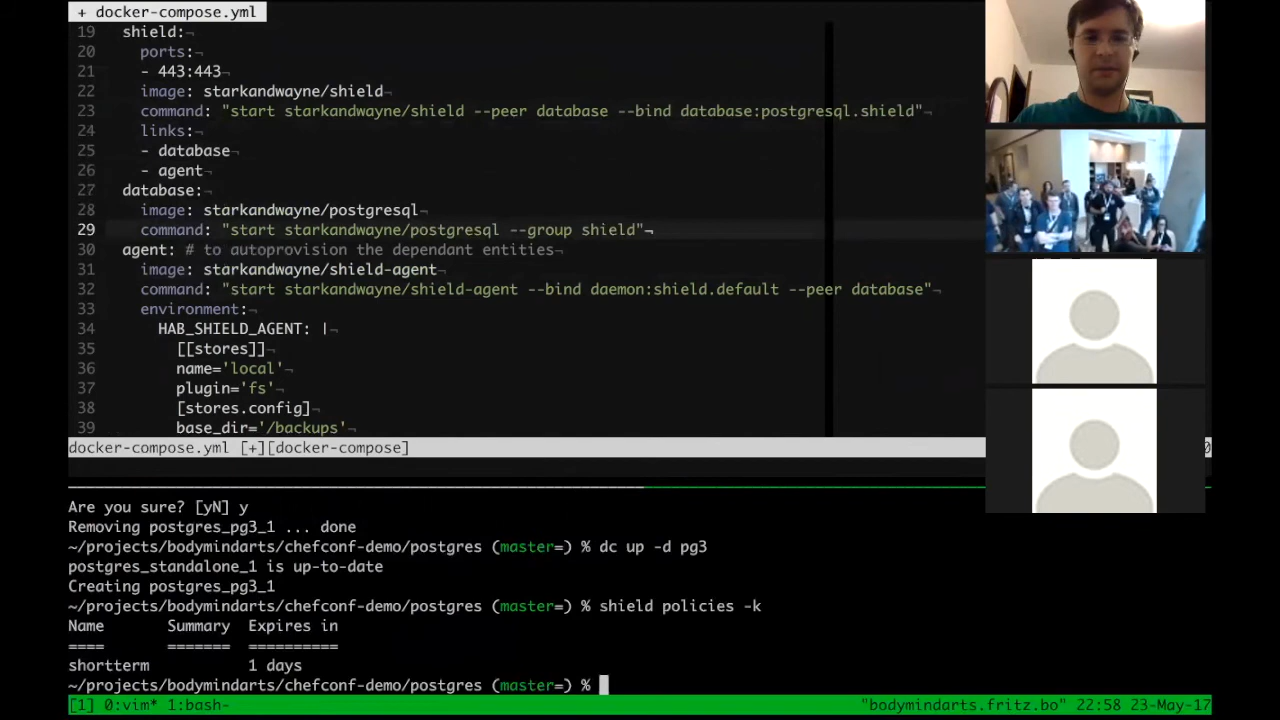 + docker-compose.yml
19 shield:¬
20 ports:¬
21 - 443:443¬
22 image: starkandwayne/shield¬
23 command: "start starkandwayne/shield --peer database --bind database:postgresql.shield"¬
24 links:¬
25 - database¬
26 - agent¬
27 database:¬
28 image: starkandwayne/postgresql¬
29 command: "start starkandwayne/postgresql --group shield"¬
30 agent: # to autoprovision the dependant entities¬
31 image: starkandwayne/shield-agent¬
32 command: "start starkandwayne/shield-agent --bind daemon:shield.default --peer database"¬
33 environment:¬
34 HAB_SHIELD_AGENT: |¬
35 [[stores]]¬
36 name='local'¬
37 plugin='fs'¬
38 [stores.config]¬
39 base_dir='/backups'¬
docker-compose.yml [+][docker-compose]
Are you sure? [yN] y
Removing postgres_pg3_1 ... done
~/projects/bodymindarts/chefconf-demo/postgres (master=) % dc up -d pg3
postgres_standalone_1 is up-to-date
Creating postgres_pg3_1
~/projects/bodymindarts/chefconf-demo/postgres (master=) % shield policies -k
Name Summary Expires in
==== ======= ==========
shortterm 1 days
~/projects/bodymindarts/chefconf-demo/postgres (master=) %
[1] 0:vim* 1:bash- "bodymindarts.fritz.bo" 22:58 23-May-17